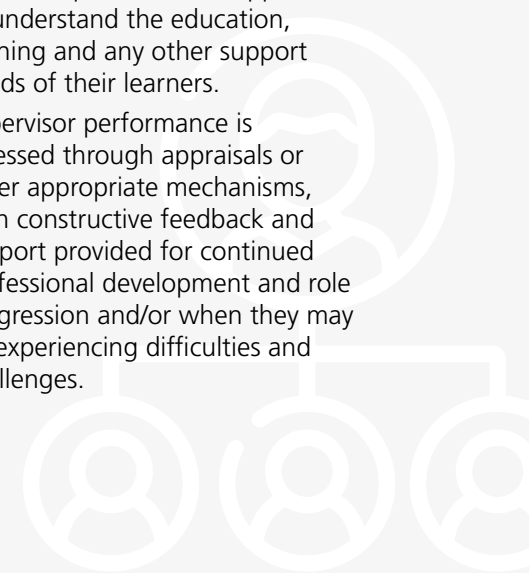 understand the education,
ning and any other support
ds of their learners.
pervisor performance is
essed through appraisals or
er appropriate mechanisms,
h constructive feedback and
port provided for continued
fessional development and role
gression and/or when they may
experiencing difficulties and
llenges.